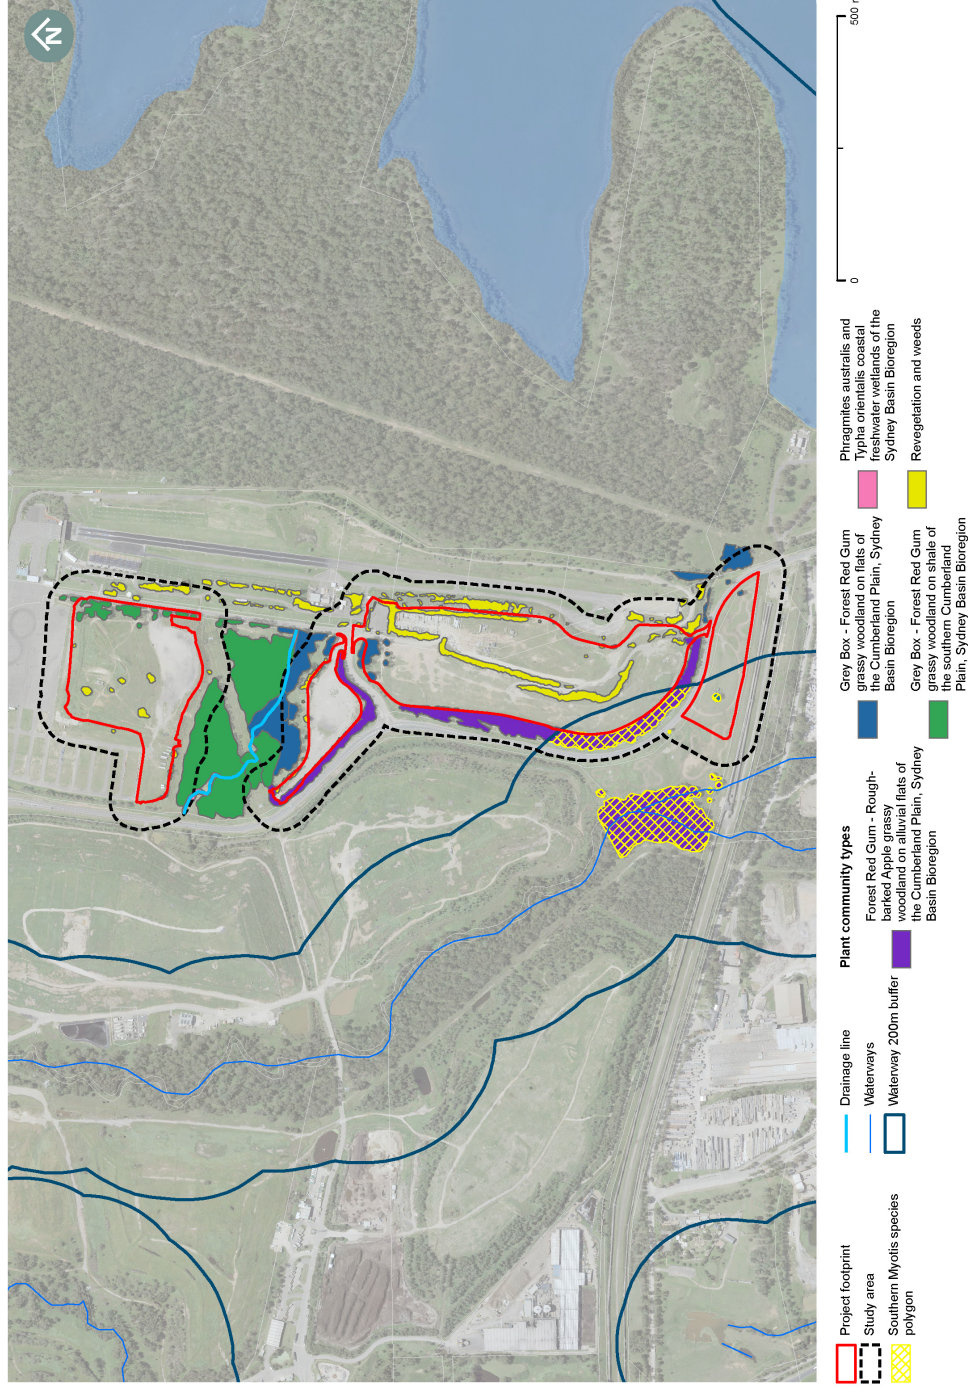 N
Project footprint
Study area
Southern Myotis species
polygon
Drainage line
Waterways
Waterway 200m buffer
Plant community types
Forest Red Gum - Rough-
barked Apple grassy
woodland on alluvial flats of
the Cumberland Plain, Sydney
Basin Bioregion
Grey Box - Forest Red Gum
grassy woodland on flats of
the Cumberland Plain, Sydney
Basin Bioregion
Grey Box - Forest Red Gum
grassy woodland on shale of
the southern Cumberland
Plain, Sydney Basin Bioregion
Phragmites australis and
Typha orientalis coastal
freshwater wetlands of the
Sydney Basin Bioregion
Revegetation and weeds
0
500